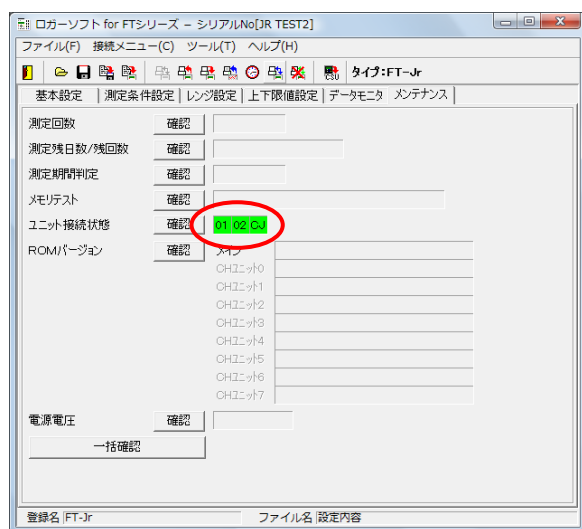 ロガーソフト for FTシリーズ － シリアルNo[JR TEST2]
ファイル(F) 接続メニュー(C) ツール(T) ヘルプ(H)
タイプ:FT-Jr
基本設定 測定条件設定 レンジ設定 上下限値設定 データモニタ メンテナンス
測定回数 確認
測定残日数/残回数 確認
測定期間判定 確認
メモリテスト 確認
ユニット接続状態 確認 01 02 CJ
ROMバージョン 確認 メイン
CHユニット0
CHユニット1
CHユニット2
CHユニット3
CHユニット4
CHユニット5
CHユニット6
CHユニット7
電源電圧 確認
一括確認
登録名 FT-Jr ファイル名 設定内容